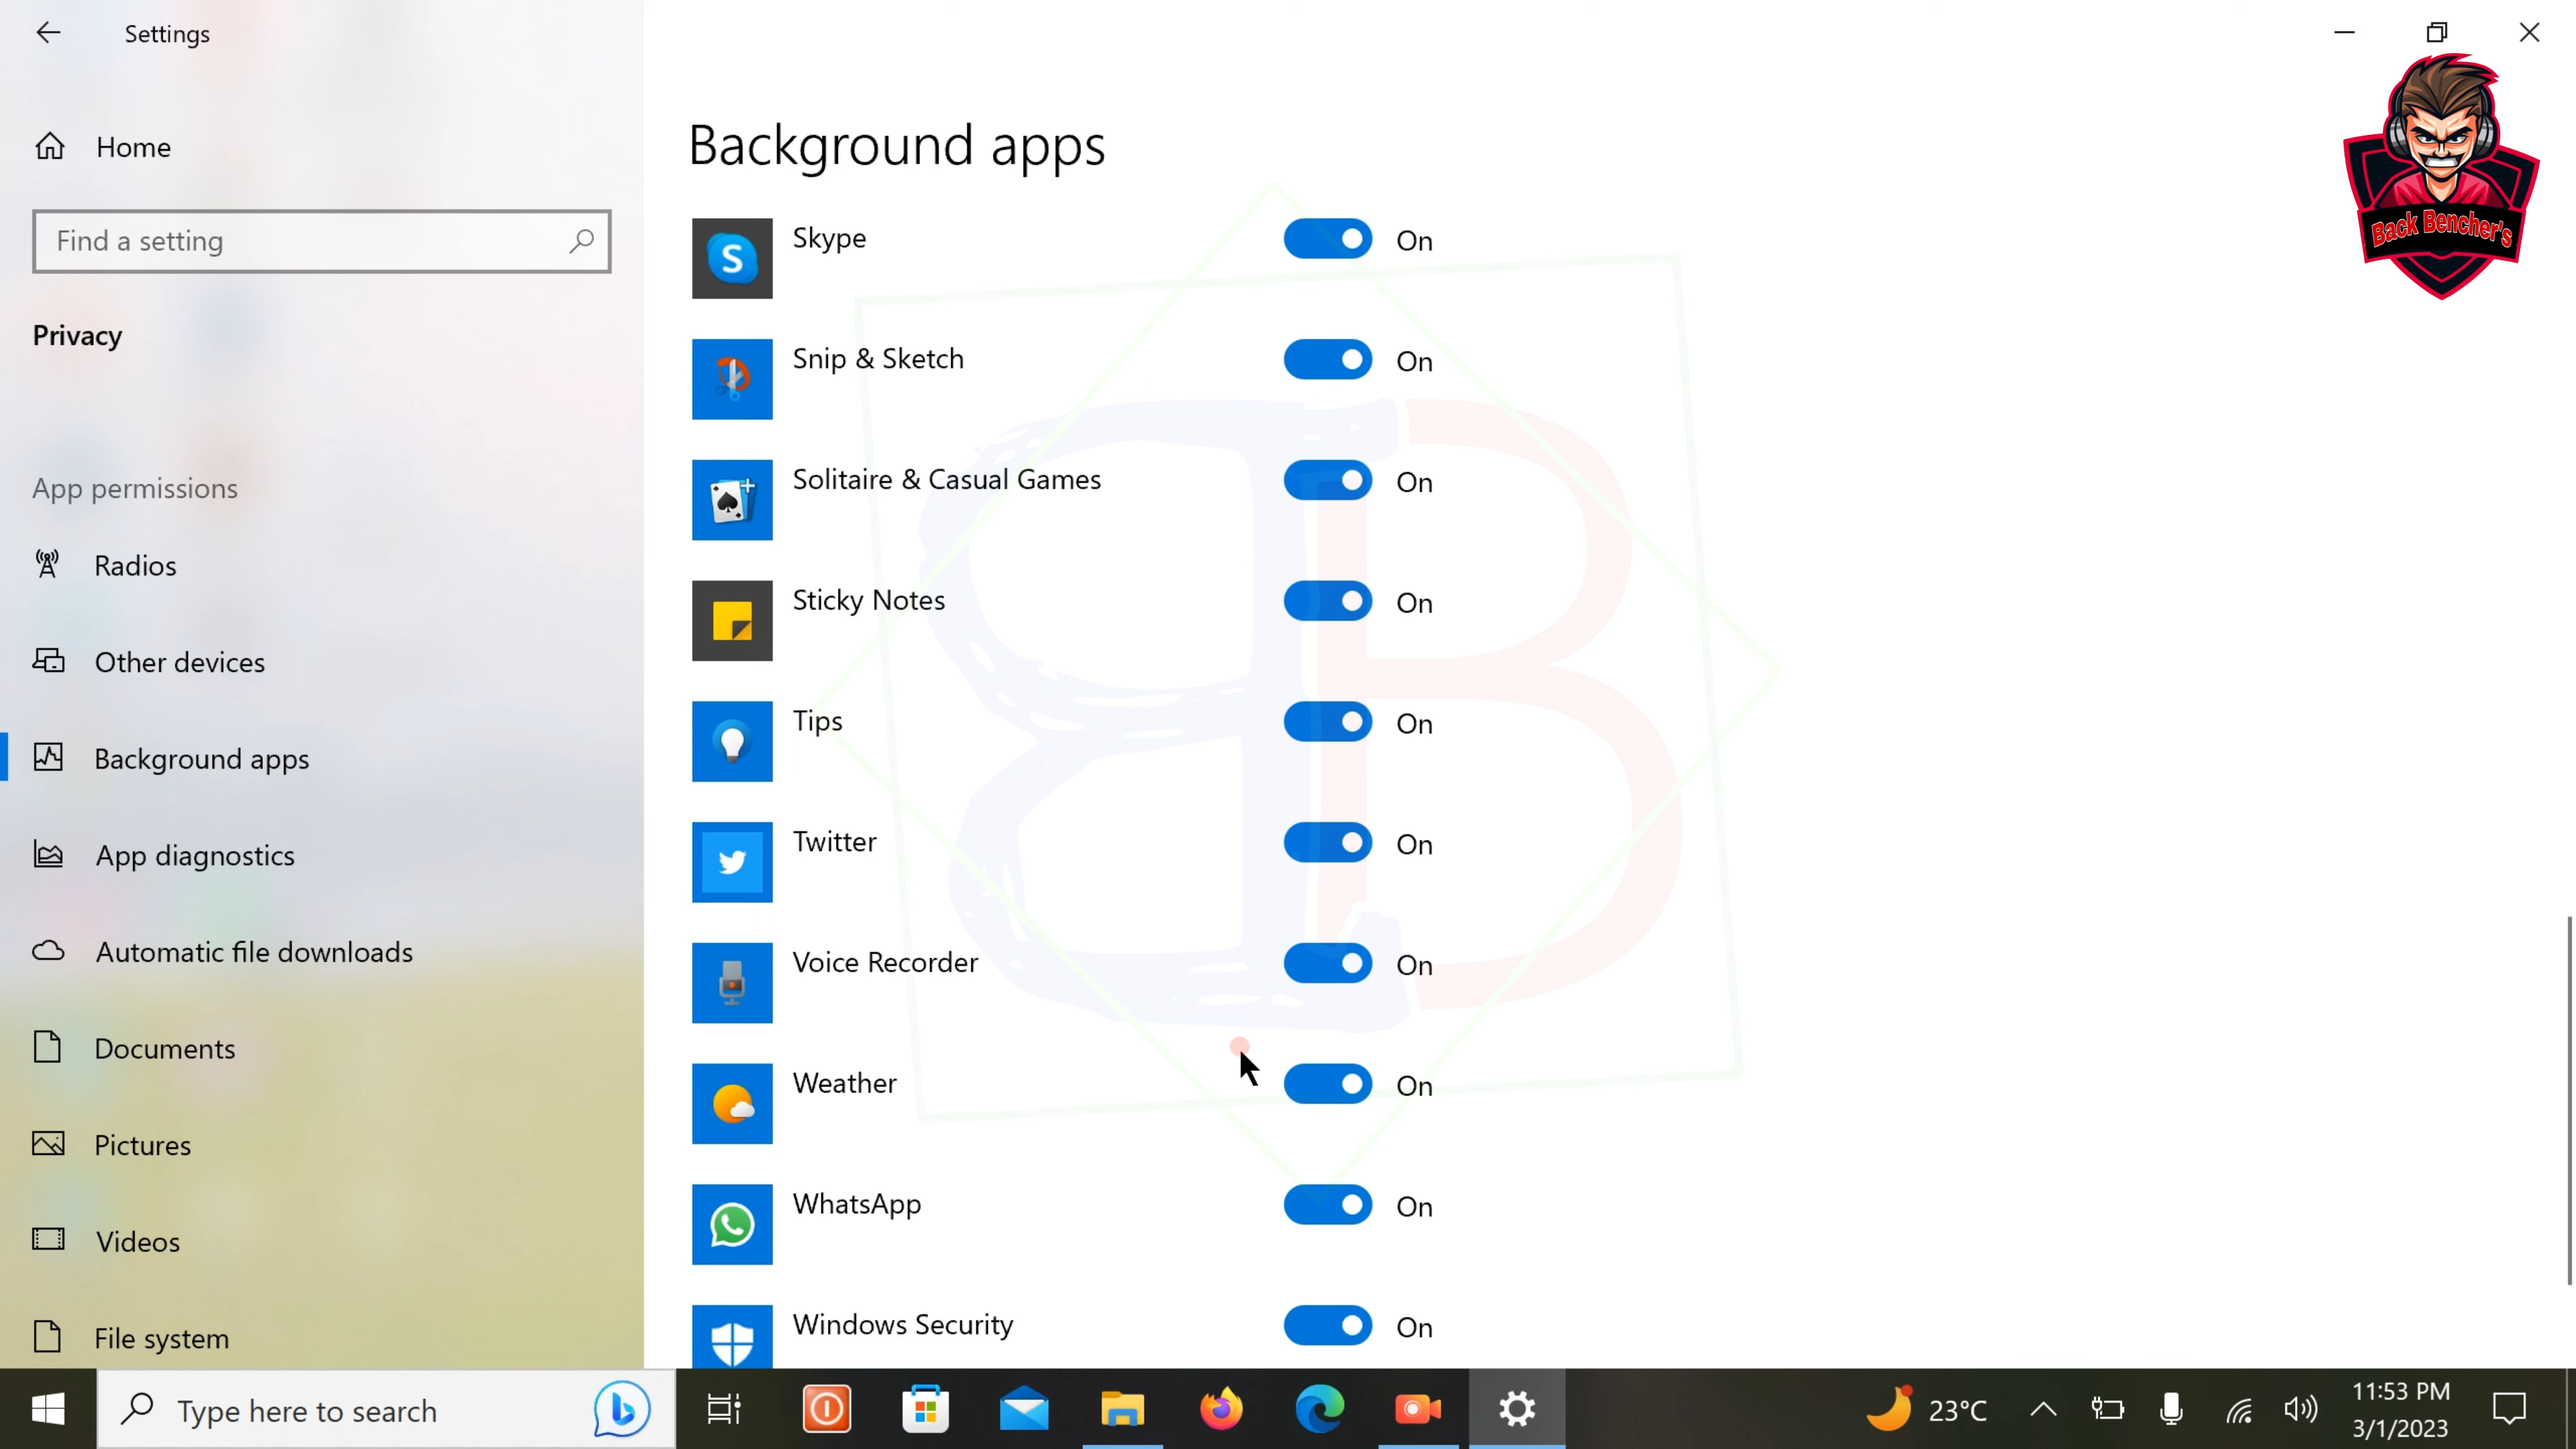 Settings
Home
Find a setting
Privacy
App permissions
Radios
Other devices
Background apps
App diagnostics
Automatic file downloads
Documents
Pictures
Videos
File system
Background apps
Skype On
Snip & Sketch On
Solitaire & Casual Games On
Sticky Notes On
Tips On
Twitter On
Voice Recorder On
Weather On
WhatsApp On
Windows Security On
Back Bencher's
Type here to search
23°C
11:53 PM
3/1/2023